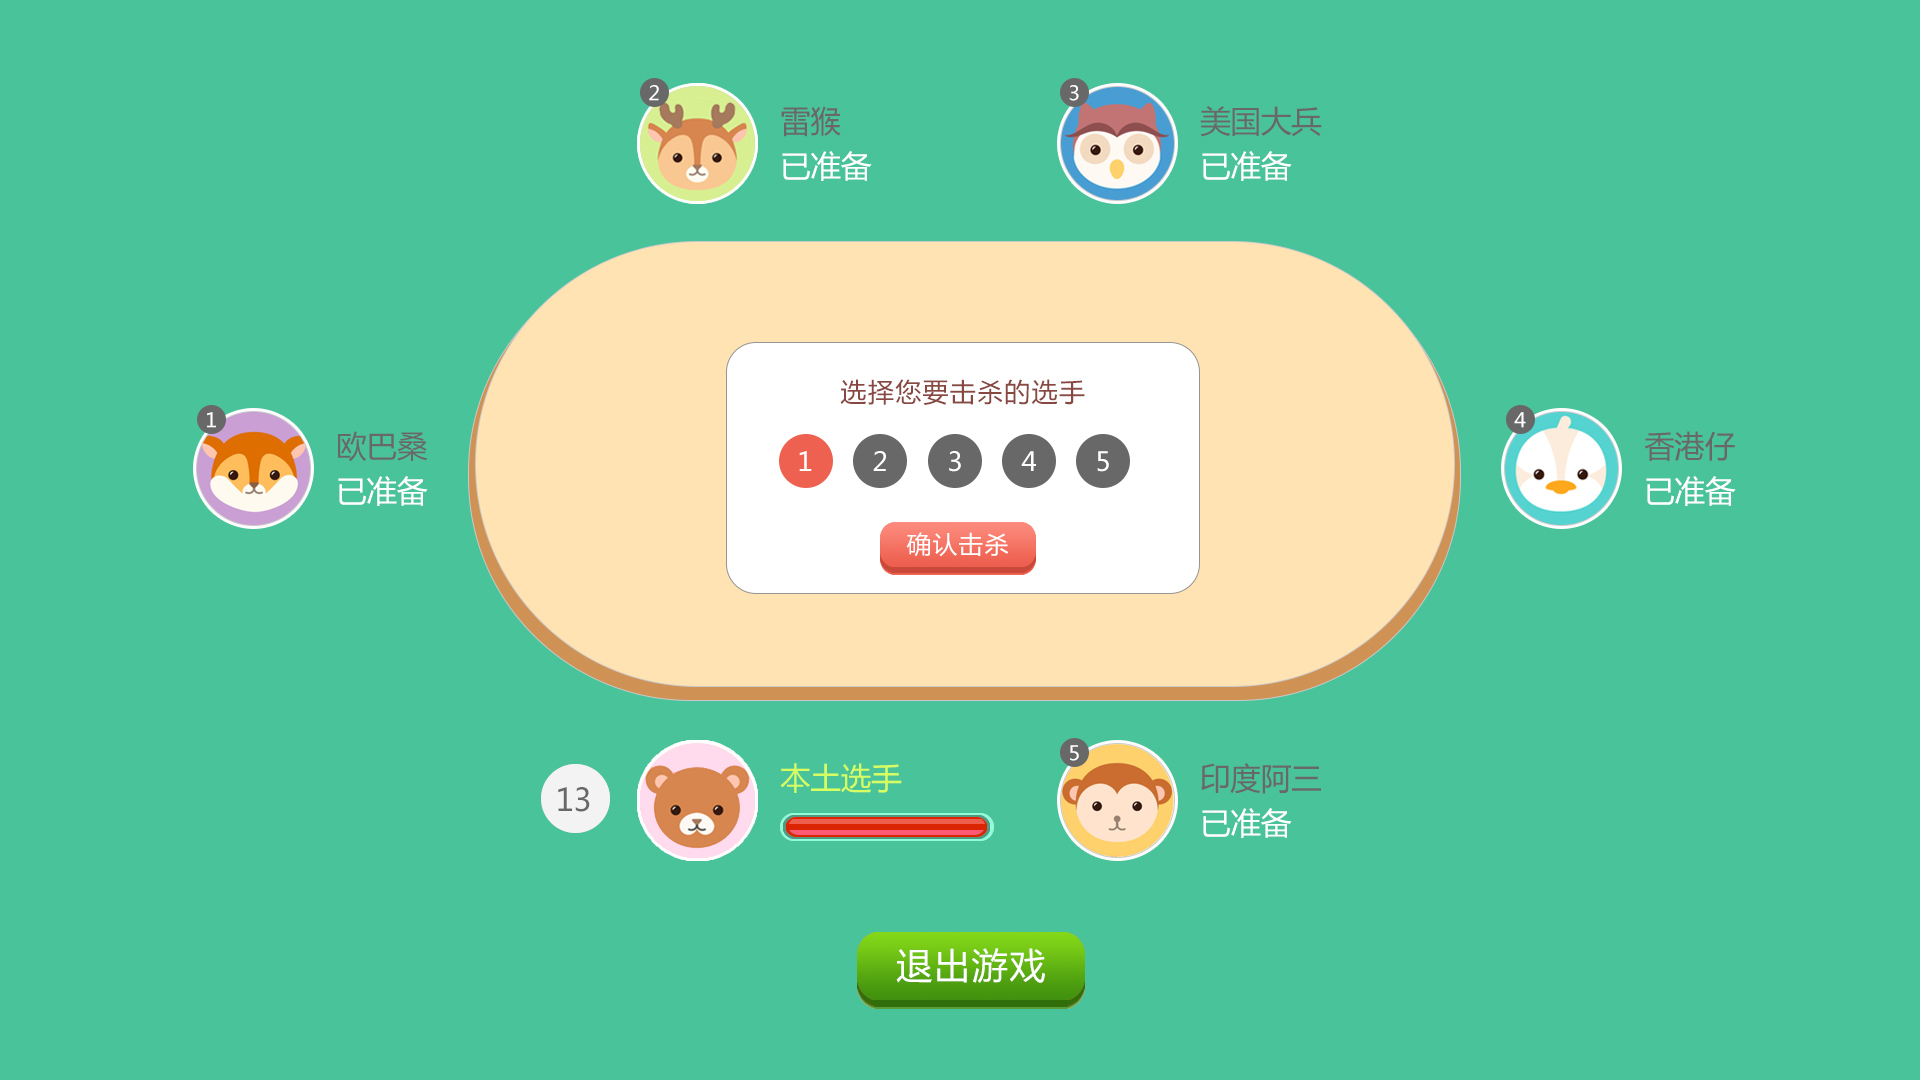 2
雷猴
已准备
3
美国大兵
已准备
1
欧巴桑
已准备
选择您要击杀的选手
1 2 3 4 5
确认击杀
4
香港仔
已准备
13
本土选手
5
印度阿三
已准备
退出游戏